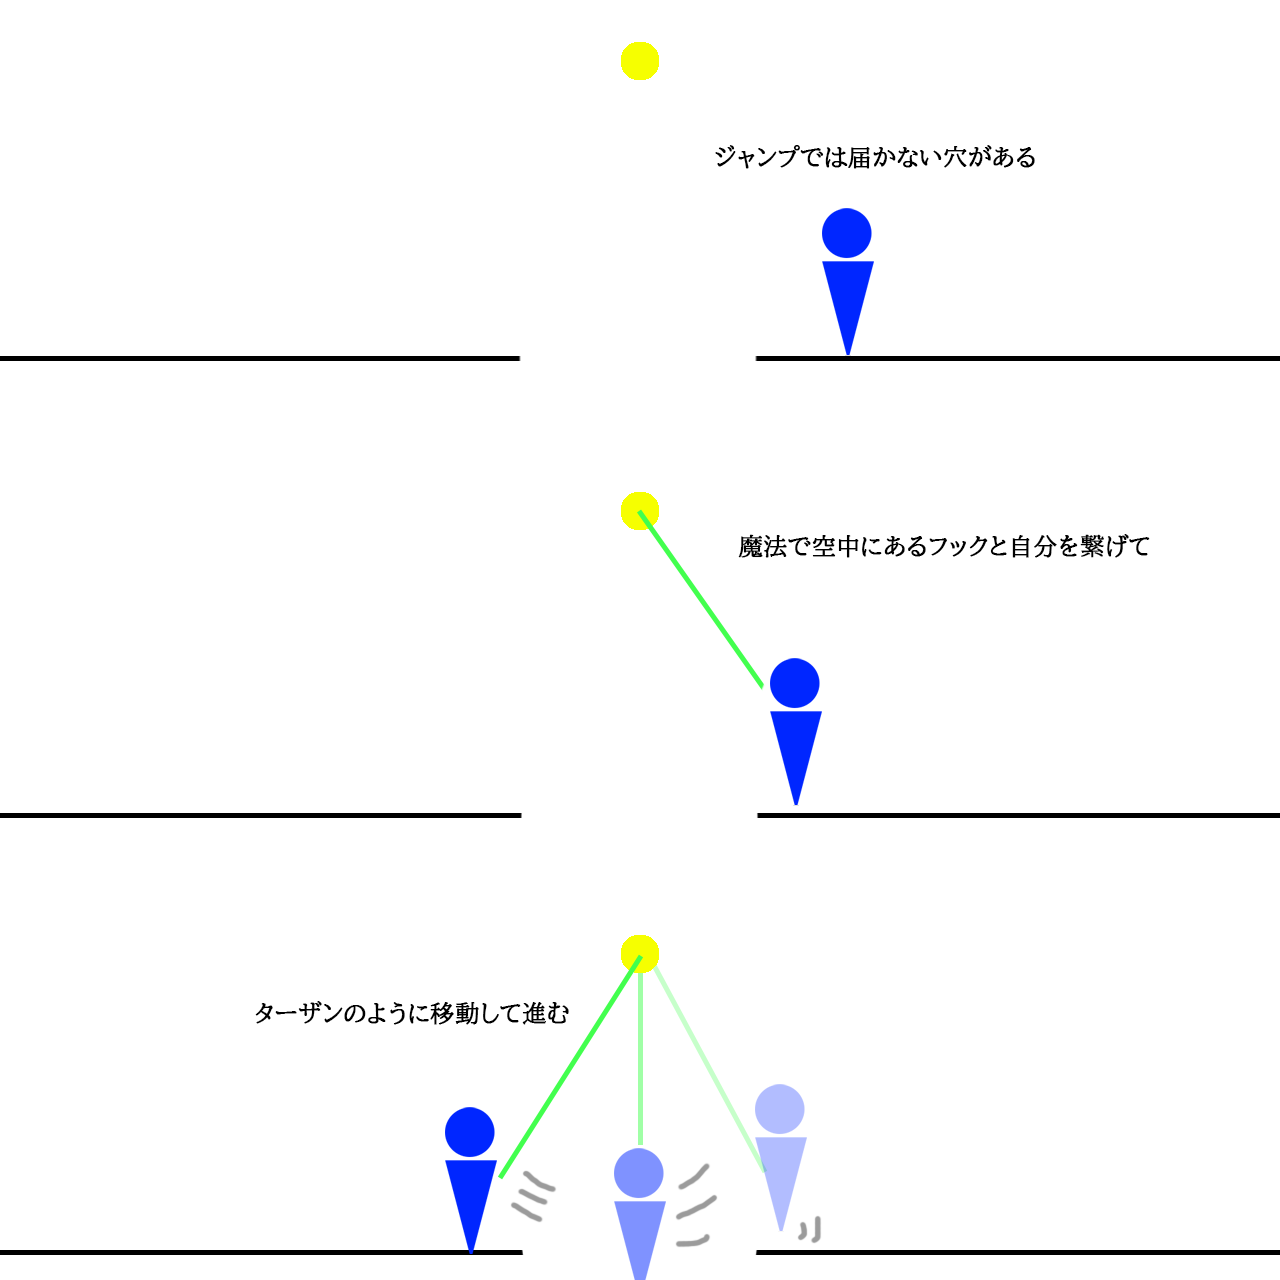 ジャンプでは届かない穴がある
魔法で空中にあるフックと自分を繋げて
ターザンのように移動して進む